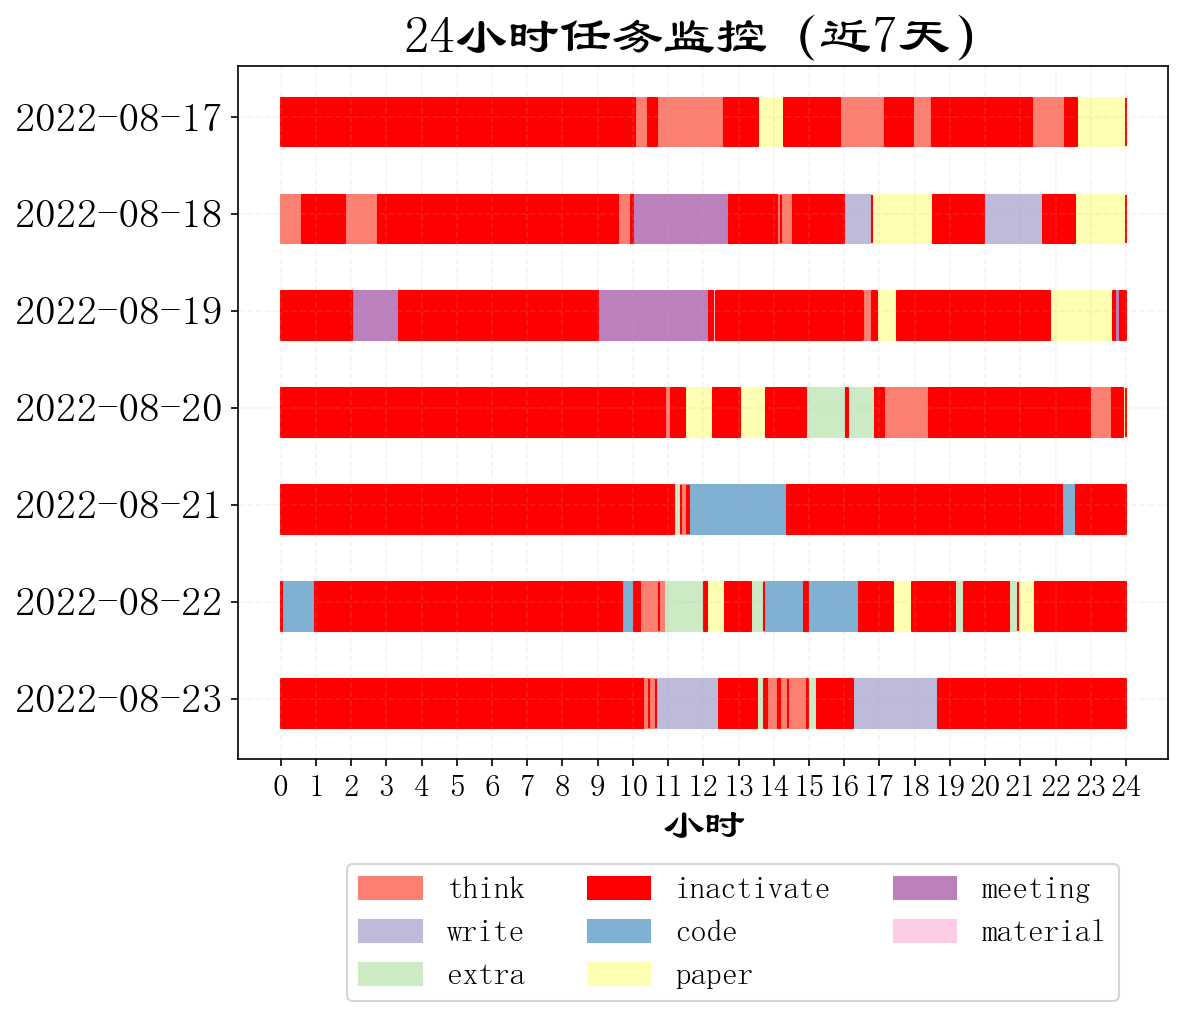 24小时任务监控 (近7天)
2022-08-17
2022-08-18
2022-08-19
2022-08-20
2022-08-21
2022-08-22
2022-08-23
0 1 2 3 4 5 6 7 8 9 10 11 12 13 14 15 16 17 18 19 20 21 22 23 24
小时
think inactivate meeting
write code material
extra paper